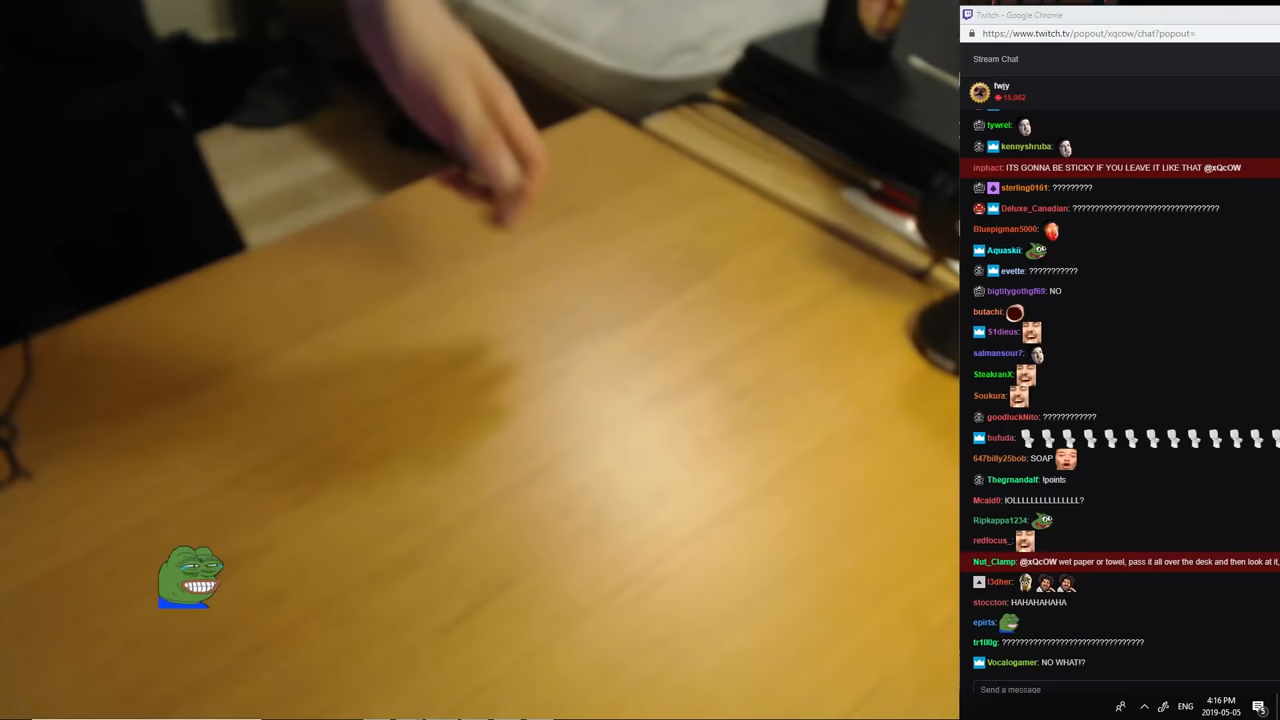 Twitch - Google Chrome
https://www.twitch.tv/popout/xqcow/chat?popout=
Stream Chat
fwjy
15,062
tywrel:
kennyshruba:
inphact: ITS GONNA BE STICKY IF YOU LEAVE IT LIKE THAT @xQcOW
sterling0161: ?????????
Deluxe_Canadian: ?????????????????????????????????
Bluepigman5000:
Aquaskii:
evette: ???????????
bigtitygothgf69: NO
butachi:
S1dieus:
salmansour7:
SteakranX:
Soukura:
goodluckNito: ????????????
bufuda:
647billy25bob: SOAP
Thegrnandalf: !points
Mcaid0: lOLLLLLLLLLLLLLLL?
Ripkappa1234:
redfocus_:
Nut_Clamp: @xQcOW wet paper or towel, pass it all over the desk and then look at it,
l3dher:
stoccton: HAHAHAHAHA
epirts:
tr1ll0g: ????????????????????????????????
Vocalogamer: NO WHAT!?
Send a message
4:16 PM
ENG
2019-05-05
5